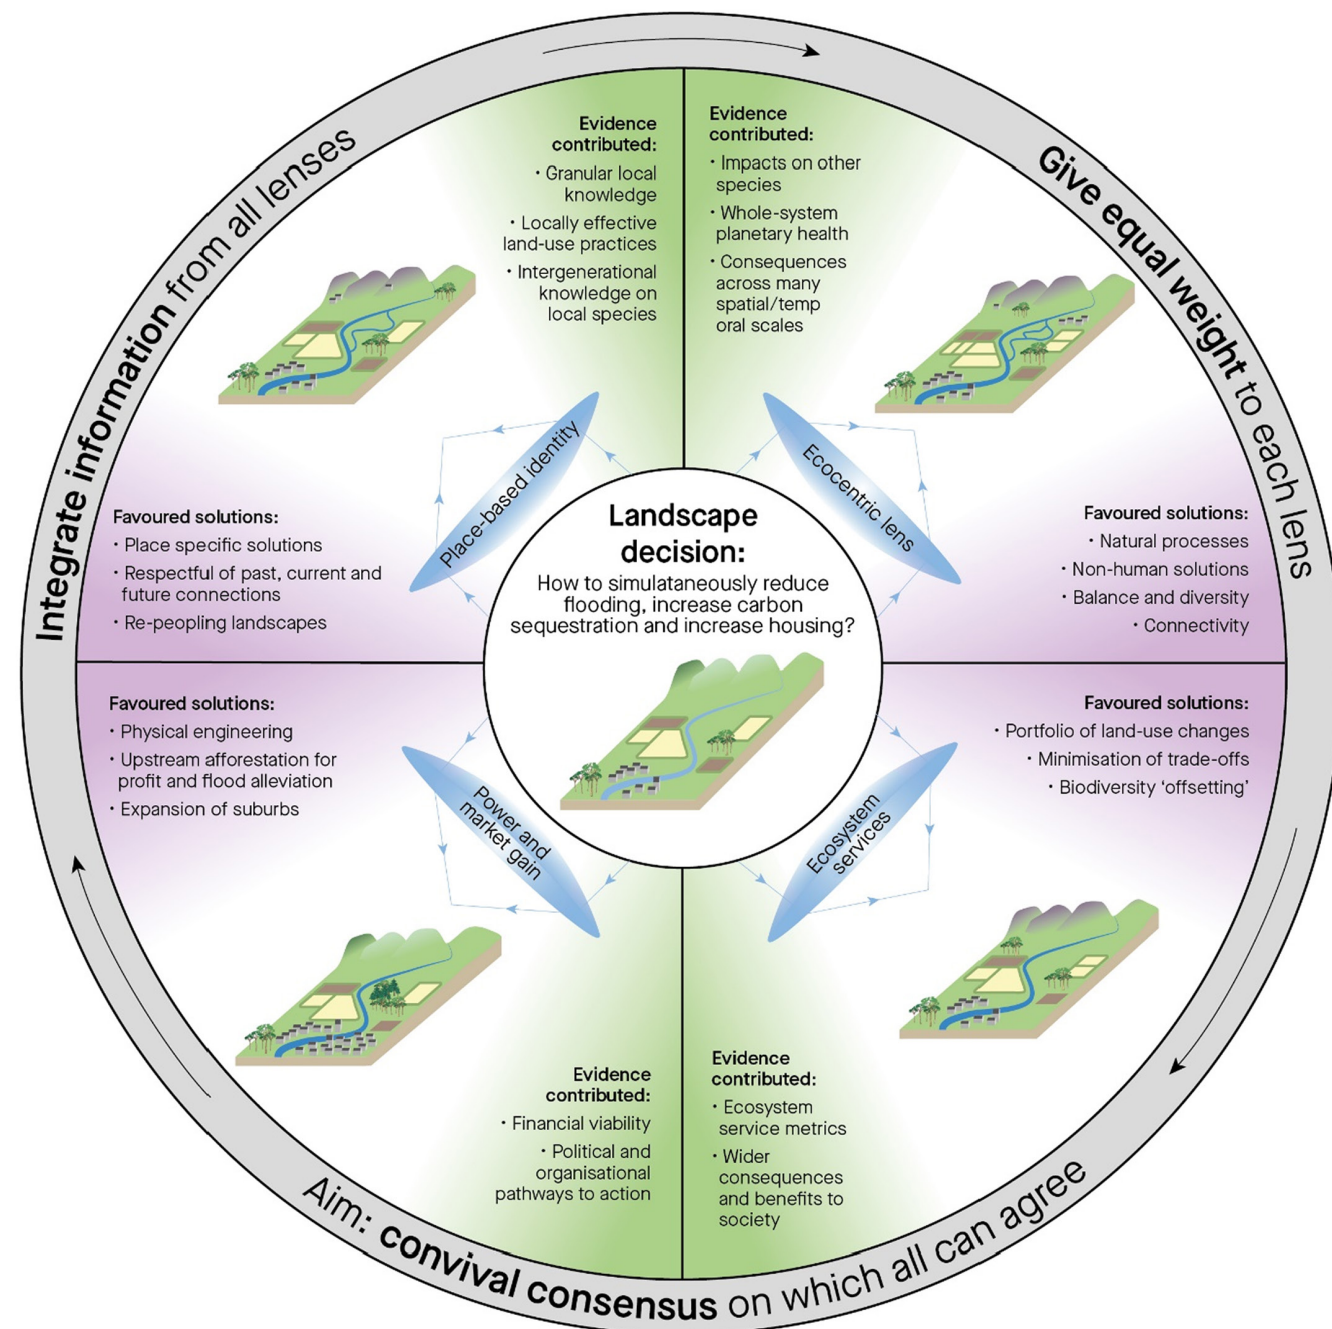 Integrate information from all lenses
Give equal weight to each lens
Aim: convival consensus on which all can agree
Evidence
contributed:
· Granular local
knowledge
· Locally effective
land-use practices
· Intergenerational
knowledge on
local species
Evidence
contributed:
· Impacts on other
species
· Whole-system
planetary health
· Consequences
across many
spatial/temp
oral scales
Place-based identity
Ecocentric lens
Favoured solutions:
· Place specific solutions
· Respectful of past, current and
future connections
· Re-peopling landscapes
Landscape
decision:
How to simulataneously reduce
flooding, increase carbon
sequestration and increase housing?
Favoured solutions:
· Natural processes
· Non-human solutions
· Balance and diversity
· Connectivity
Favoured solutions:
· Physical engineering
· Upstream afforestation for
profit and flood alleviation
· Expansion of suburbs
Power and
market gain
Ecosystem
services
Favoured solutions:
· Portfolio of land-use changes
· Minimisation of trade-offs
· Biodiversity ‘offsetting’
Evidence
contributed:
· Financial viability
· Political and
organisational
pathways to action
Evidence
contributed:
· Ecosystem
service metrics
· Wider
consequences
and benefits to
society